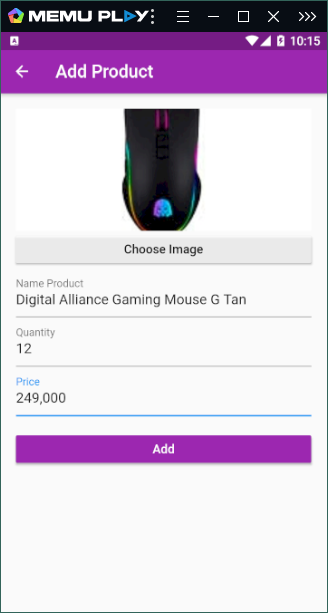 MEMU PLAY
10:15
Add Product
Choose Image
Name Product
Digital Alliance Gaming Mouse G Tan
Quantity
12
Price
249,000
Add